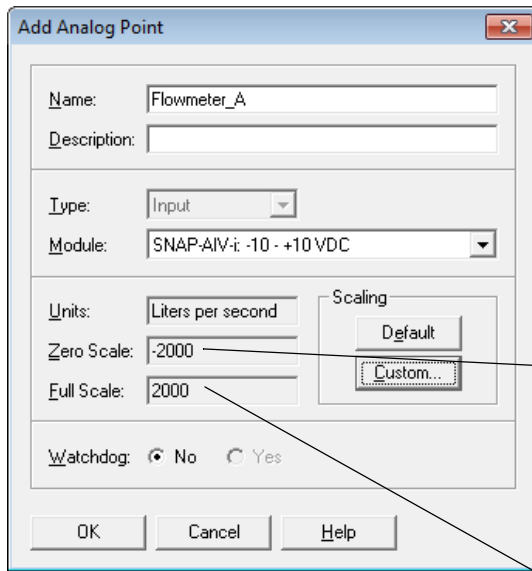 Add Analog Point
Name: Flowmeter_A
Description:
Type: Input
Module: SNAP-AIV-i: -10 - +10 VDC
Units: Liters per second
Zero Scale: -2000
Full Scale: 2000
Scaling
Default
Custom...
Watchdog: No Yes
OK Cancel Help